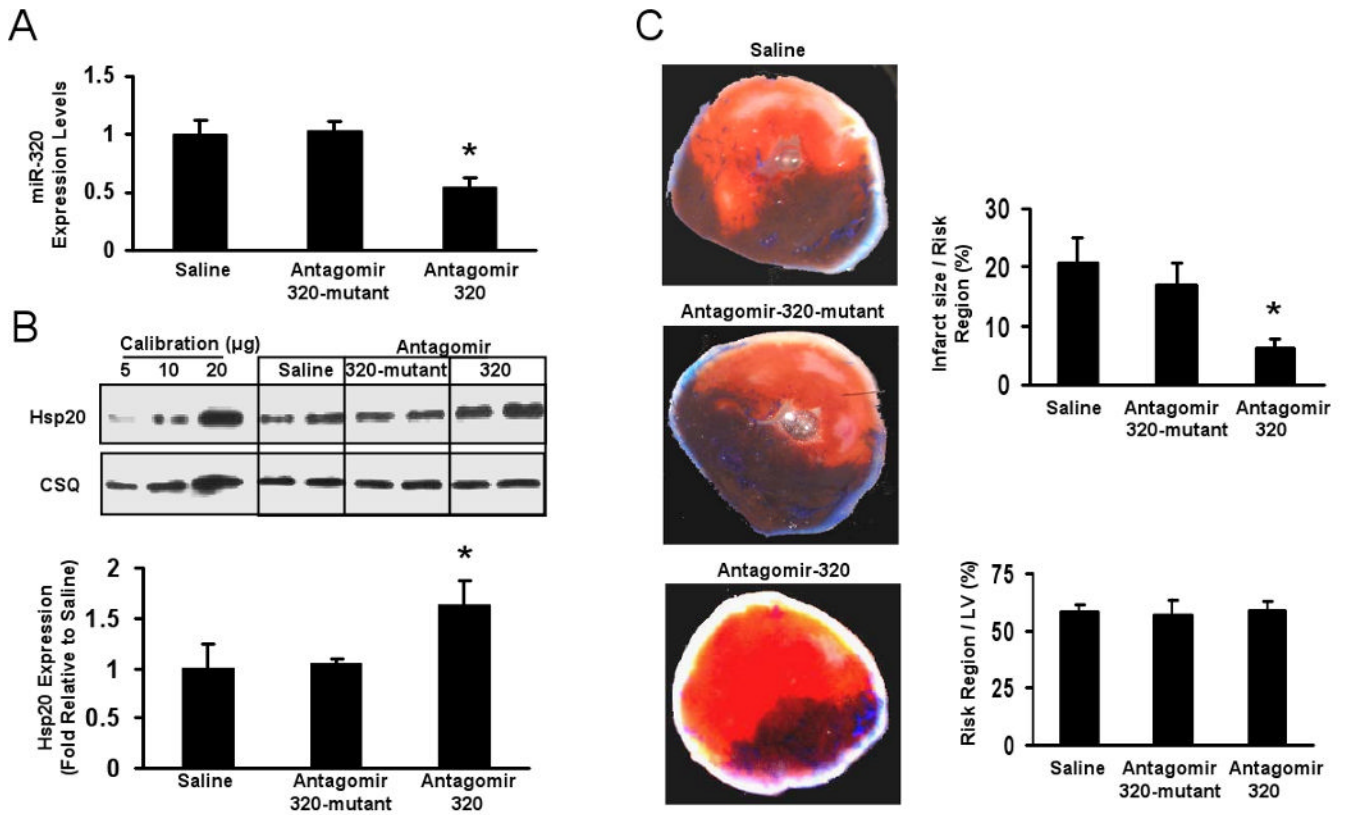 A
miR-320
Expression Levels
1.5
1
0.5
0
*
Saline
Antagomir
320-mutant
Antagomir
320
B
Calibration (µg)
5 10 20
Antagomir
Saline 320-mutant 320
Hsp20
CSQ
Hsp20 Expression
(Fold Relative to Saline)
2
1.5
1
0.5
0
*
Saline
Antagomir
320-mutant
Antagomir
320
C
Saline
Antagomir-320-mutant
Antagomir-320
Infarct size / Risk
Region (%)
30
20
10
0
*
Saline
Antagomir
320-mutant
Antagomir
320
Risk Region / LV (%)
75
50
25
0
Saline
Antagomir
320-mutant
Antagomir
320